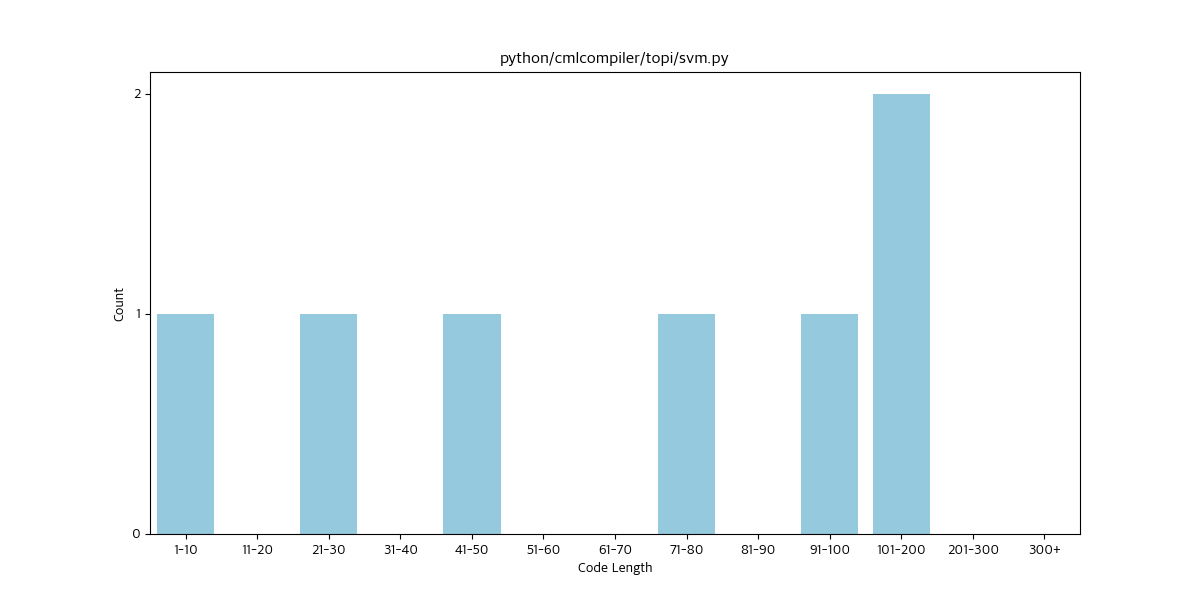 python/cmlcompiler/topi/svm.py
Count
2
1
0
1-10 11-20 21-30 31-40 41-50 51-60 61-70 71-80 81-90 91-100 101-200 201-300 300+
Code Length